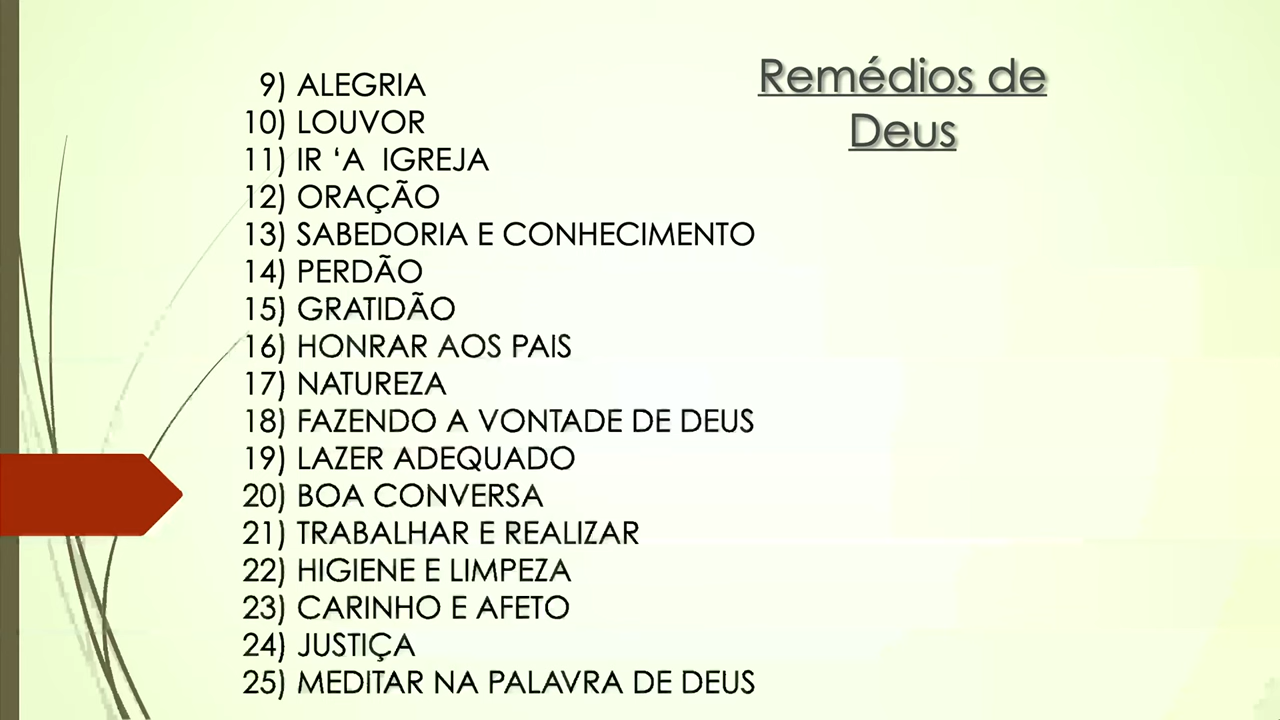 Remédios de
Deus
9) ALEGRIA
10) LOUVOR
11) IR ‘A  IGREJA
12) ORAÇÃO
13) SABEDORIA E CONHECIMENTO
14) PERDÃO
15) GRATIDÃO
16) HONRAR AOS PAIS
17) NATUREZA
18) FAZENDO A VONTADE DE DEUS
19) LAZER ADEQUADO
20) BOA CONVERSA
21) TRABALHAR E REALIZAR
22) HIGIENE E LIMPEZA
23) CARINHO E AFETO
24) JUSTIÇA
25) MEDITAR NA PALAVRA DE DEUS